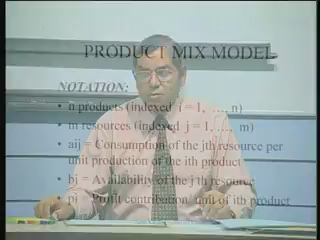 PRODUCT MIX MODEL
NOTATION:
• n products (indexed i = 1, …, n)
• m resources (indexed j = 1, … m)
• aij = Consumption of the jth resource per
unit production of the ith product
• bj = Availability of the j th resource
• pi = Profit contribution/unit of ith product